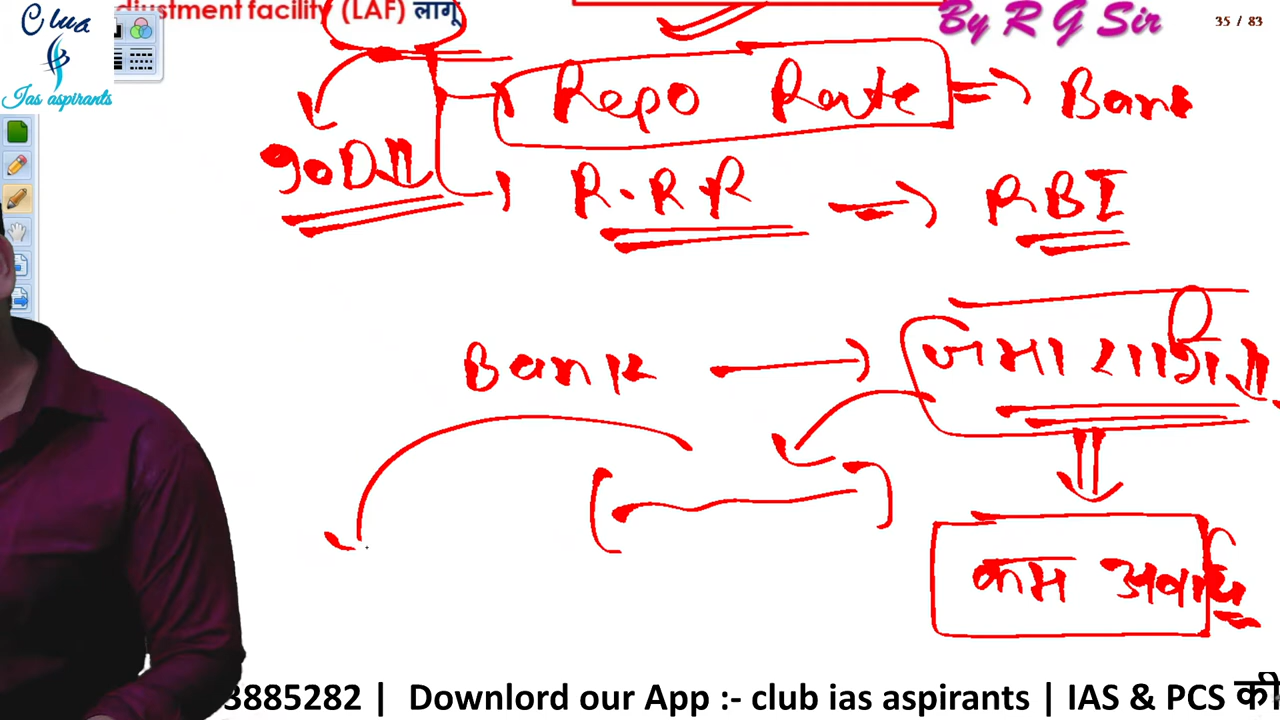 djustment facility (LAF) लागू
By R G Sir
35 / 83
Club
Ias aspirants
Repo Rate => Bank
90 Days
R.R.R => RBI
Bank → जमा राशि
कम अवधि
3885282 | Downlord our App :- club ias aspirants | IAS & PCS की